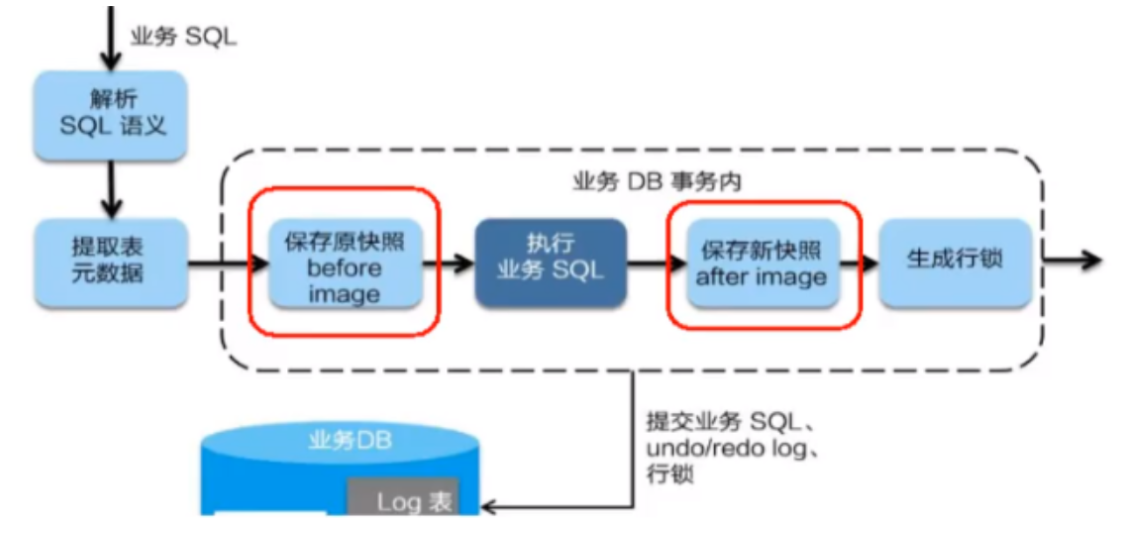 业务 SQL
解析
SQL 语义
业务 DB 事务内
提取表
元数据
保存原快照
before
image
执行
业务 SQL
保存新快照
after image
生成行锁
提交业务 SQL、
undo/redo log、
行锁
业务DB
Log 表